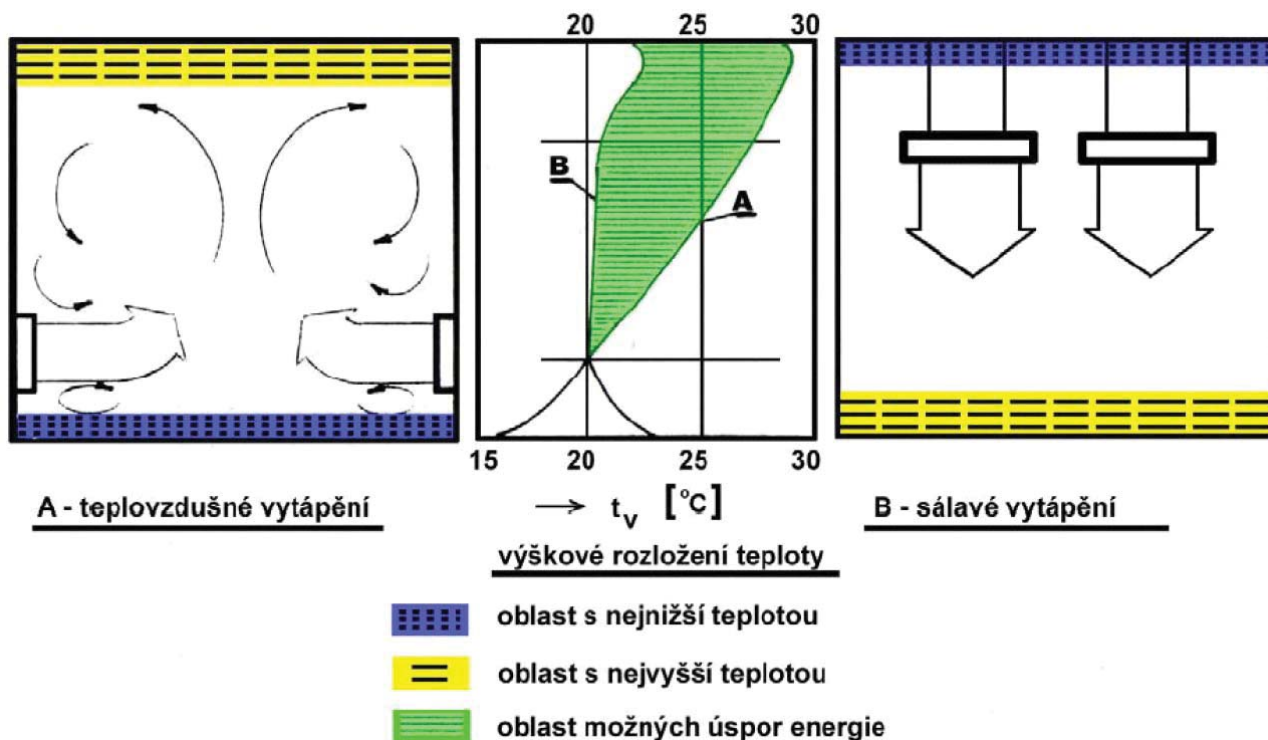 20 25 30
B
A
15 20 25 30
A - teplovzdušné vytápění
→ tv [°C]
B - sálavé vytápění
výškové rozložení teploty
oblast s nejnižší teplotou
oblast s nejvyšší teplotou
oblast možných úspor energie